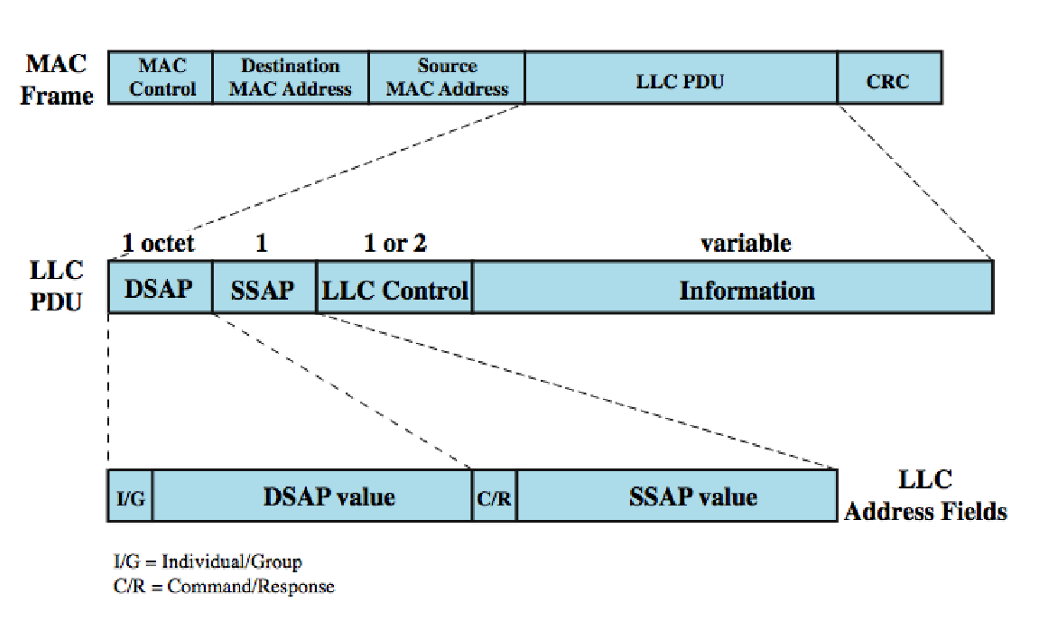 MAC
Frame
MAC
Control
Destination
MAC Address
Source
MAC Address
LLC PDU
CRC
1 octet
1
1 or 2
variable
LLC
PDU
DSAP
SSAP
LLC Control
Information
I/G
DSAP value
C/R
SSAP value
LLC
Address Fields
I/G = Individual/Group
C/R = Command/Response